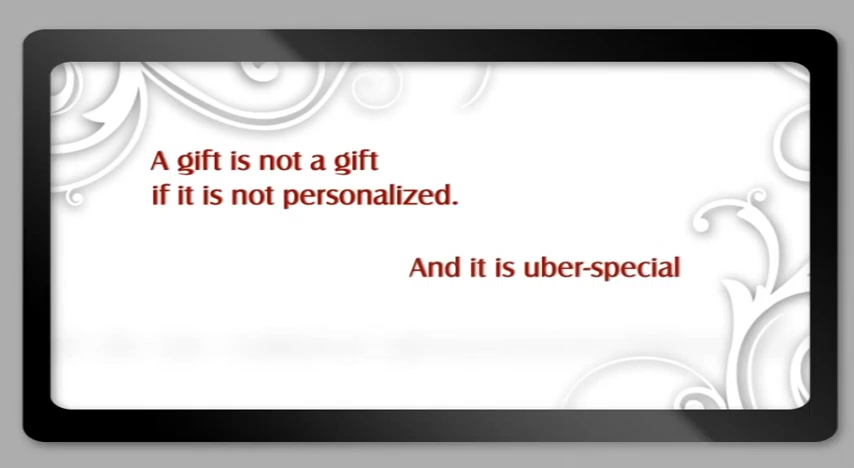 A gift is not a gift
if it is not personalized.
And it is uber-special